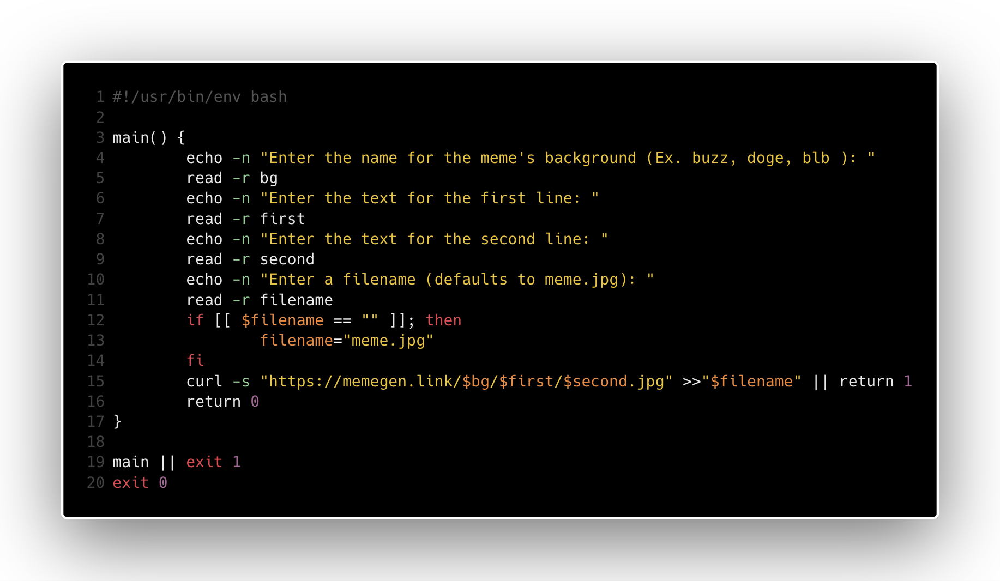 1 #!/usr/bin/env bash
2
3 main() {
4         echo -n "Enter the name for the meme's background (Ex. buzz, doge, blb ): "
5         read -r bg
6         echo -n "Enter the text for the first line: "
7         read -r first
8         echo -n "Enter the text for the second line: "
9         read -r second
10         echo -n "Enter a filename (defaults to meme.jpg): "
11         read -r filename
12         if [[ $filename == "" ]]; then
13                 filename="meme.jpg"
14         fi
15         curl -s "https://memegen.link/$bg/$first/$second.jpg" >>"$filename" || return 1
16         return 0
17 }
18
19 main || exit 1
20 exit 0